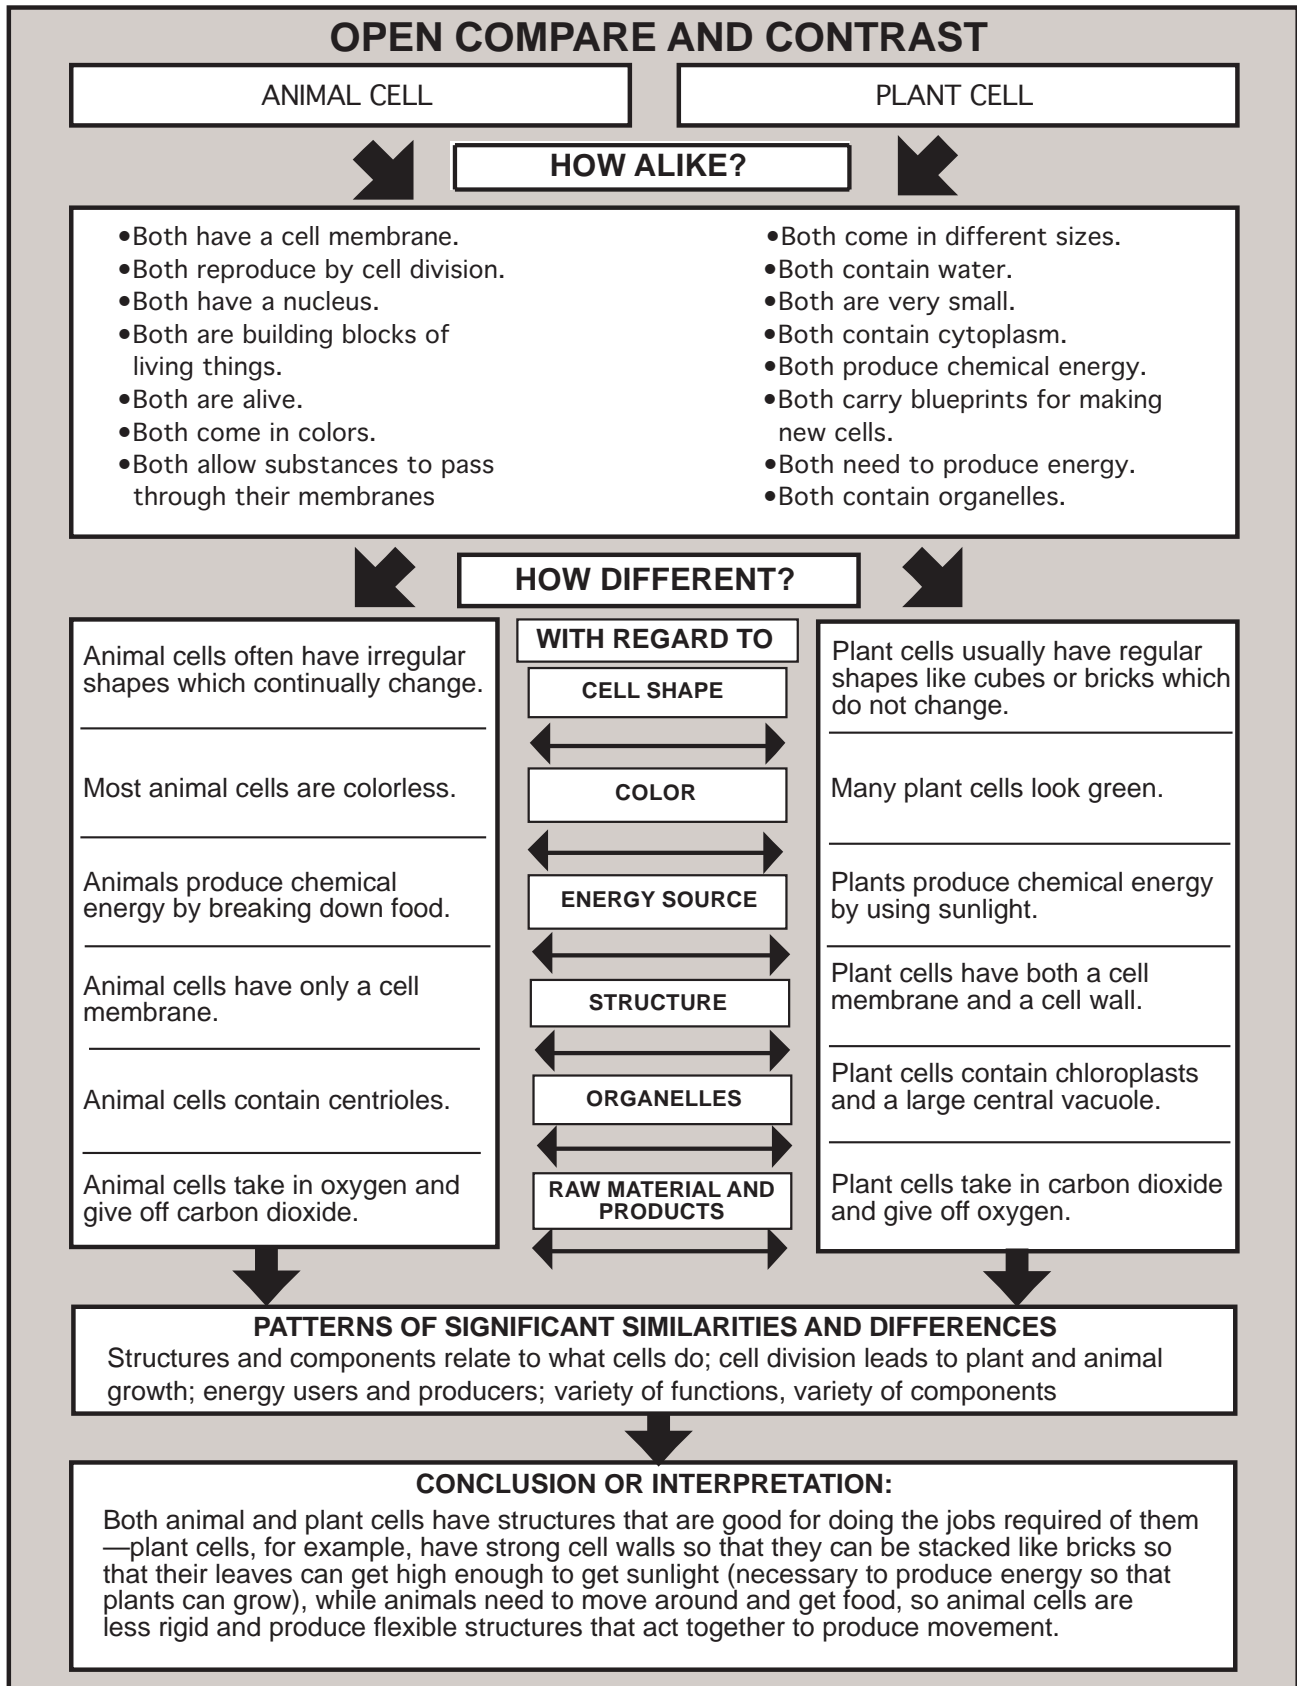 OPEN COMPARE AND CONTRAST
ANIMAL CELL
PLANT CELL
HOW ALIKE?
•Both have a cell membrane.
•Both reproduce by cell division.
•Both have a nucleus.
•Both are building blocks of
living things.
•Both are alive.
•Both come in colors.
•Both allow substances to pass
through their membranes
•Both come in different sizes.
•Both contain water.
•Both are very small.
•Both contain cytoplasm.
•Both produce chemical energy.
•Both carry blueprints for making
new cells.
•Both need to produce energy.
•Both contain organelles.
HOW DIFFERENT?
WITH REGARD TO
Animal cells often have irregular
shapes which continually change.
CELL SHAPE
Plant cells usually have regular
shapes like cubes or bricks which
do not change.
Most animal cells are colorless.
COLOR
Many plant cells look green.
Animals produce chemical
energy by breaking down food.
ENERGY SOURCE
Plants produce chemical energy
by using sunlight.
Animal cells have only a cell
membrane.
STRUCTURE
Plant cells have both a cell
membrane and a cell wall.
Animal cells contain centrioles.
ORGANELLES
Plant cells contain chloroplasts
and a large central vacuole.
Animal cells take in oxygen and
give off carbon dioxide.
RAW MATERIAL AND
PRODUCTS
Plant cells take in carbon dioxide
and give off oxygen.
PATTERNS OF SIGNIFICANT SIMILARITIES AND DIFFERENCES
Structures and components relate to what cells do; cell division leads to plant and animal
growth; energy users and producers; variety of functions, variety of components
CONCLUSION OR INTERPRETATION:
Both animal and plant cells have structures that are good for doing the jobs required of them
—plant cells, for example, have strong cell walls so that they can be stacked like bricks so
that their leaves can get high enough to get sunlight (necessary to produce energy so that
plants can grow), while animals need to move around and get food, so animal cells are
less rigid and produce flexible structures that act together to produce movement.